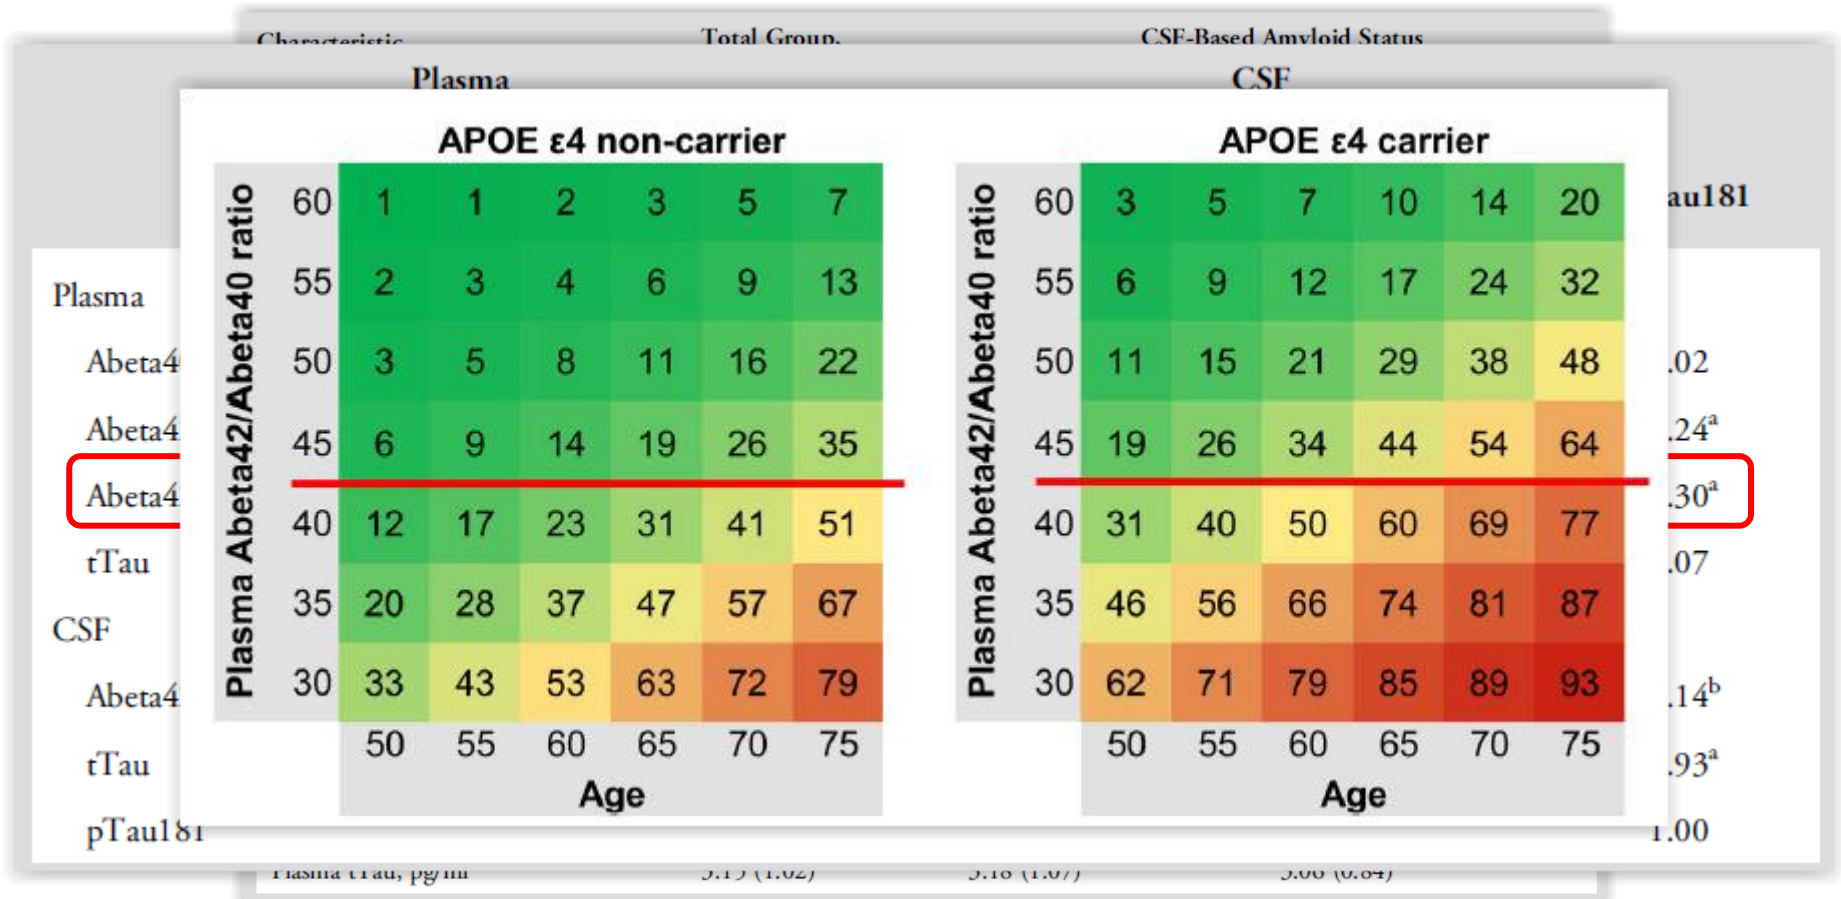 Characteristic Total Group, CSF-Based Amyloid Status
Plasma CSF
APOE ε4 non-carrier
Plasma Abeta42/Abeta40 ratio
60 1 1 2 3 5 7
55 2 3 4 6 9 13
50 3 5 8 11 16 22
45 6 9 14 19 26 35
40 12 17 23 31 41 51
35 20 28 37 47 57 67
30 33 43 53 63 72 79
50 55 60 65 70 75
Age
APOE ε4 carrier
Plasma Abeta42/Abeta40 ratio
60 3 5 7 10 14 20
55 6 9 12 17 24 32
50 11 15 21 29 38 48
45 19 26 34 44 54 64
40 31 40 50 60 69 77
35 46 56 66 74 81 87
30 62 71 79 85 89 93
50 55 60 65 70 75
Age
au181
Plasma
Abeta4 .02
Abeta4 .24a
Abeta4 .30a
tTau .07
CSF
Abeta4 .14b
tTau .93a
pTau181 1.00
Plasma tTau, pg/ml 3.18 (1.07)